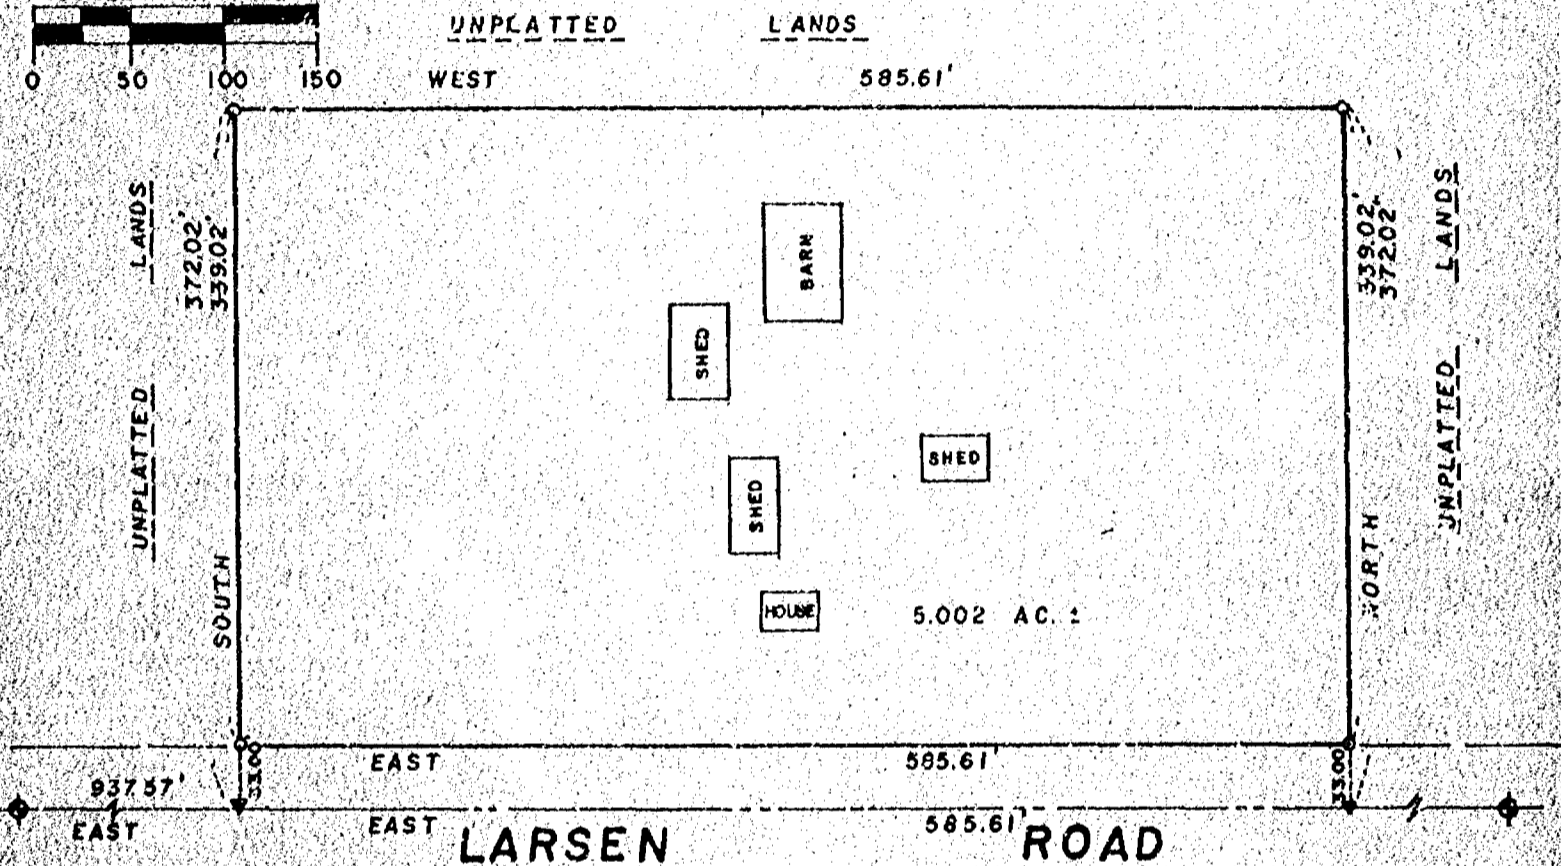 UNPLATTED LANDS
0 50 100 150
WEST 585.61'
UNPLATTED LANDS
372.02'
339.02'
SOUTH
BARN
SHED
SHED
SHED
HOUSE
5.002 AC. ±
339.02'
372.02'
NORTH
UNPLATTED LANDS
EAST 585.61'
33.00
33.00
937.57'
EAST
EAST 585.61'
LARSEN ROAD